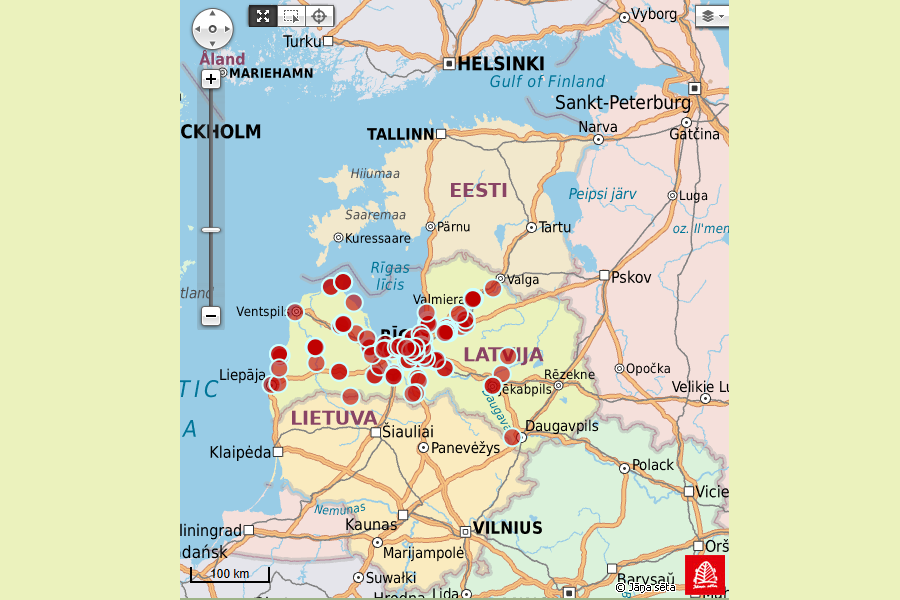 Vyborg
Turku
Åland
MARIEHAMN
HELSINKI
Gulf of Finland
Sankt-Peterburg
CKHOLM
TALLINN
Narva
Gatčina
Hiiumaa
EESTI
Peipsi järv
Luga
Saaremaa
Pärnu
Tartu
oz. Il'men
Kuressaare
Rīgas
līcis
Valga
Pskov
tland
Ventspils
Valmiera
RĪG
LATVIJA
Opočka
Liepāja
Rēzekne
TIC
ēkabpils
Velikie Lu
Daugava
A
LIETUVA
Daugavpils
Šiauliai
Klaipėda
Panevėžys
Polack
Vicie
Nemunas
liningrad
Kaunas
VILNIUS
dańsk
Marijampolė
Orš
100 km
Suwałki
Barysaŭ
© Jāņa sēta
Hrodna
Lida
Jāņa sēta